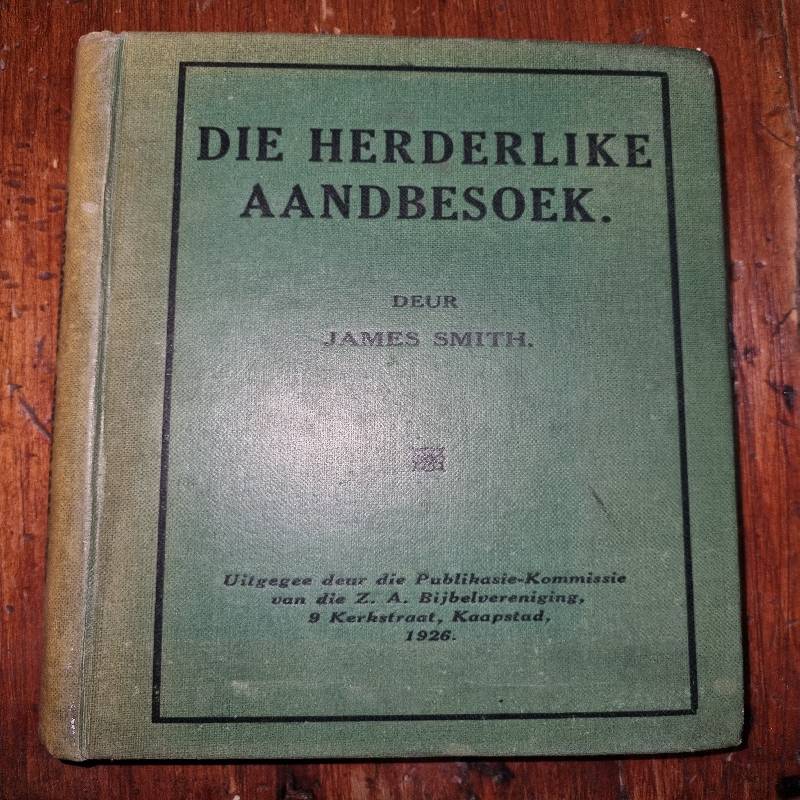 DIE HERDERLIKE
AANDBESOEK.
DEUR
JAMES SMITH.
Uitgegee deur die Publikasie-Kommissie
van die Z. A. Bijbelvereniging,
9 Kerkstraat, Kaapstad,
1926.